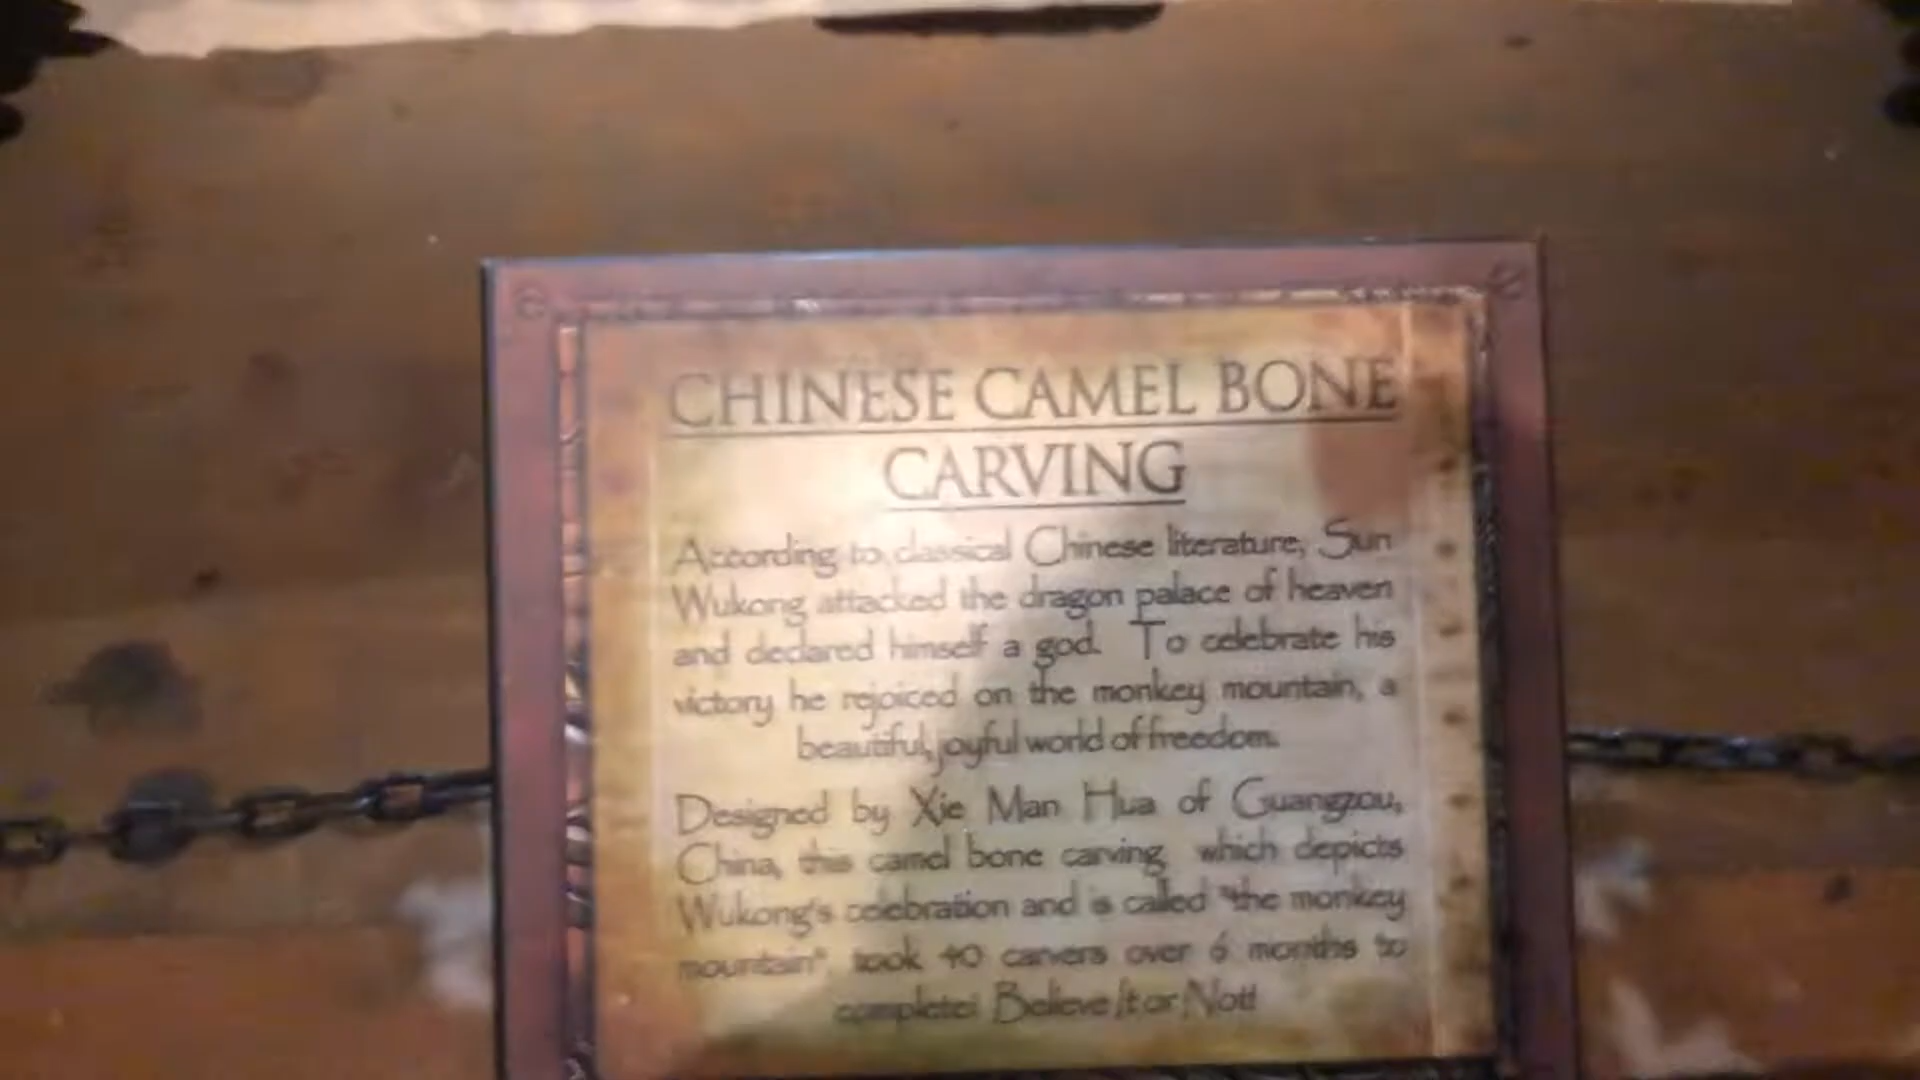 CHINESE CAMEL BONE
CARVING
According to classical Chinese literature, Sun
Wukong attacked the dragon palace of heaven
and declared himself a god. To celebrate his
victory he rejoiced on the monkey mountain, a
beautiful, joyful world of freedom.
Designed by Xie Man Hua of Guangzou,
China, this camel bone carving which depicts
Wukong's celebration and is called "the monkey
mountain" took 40 carvers over 6 months to
complete! Believe It or Not!